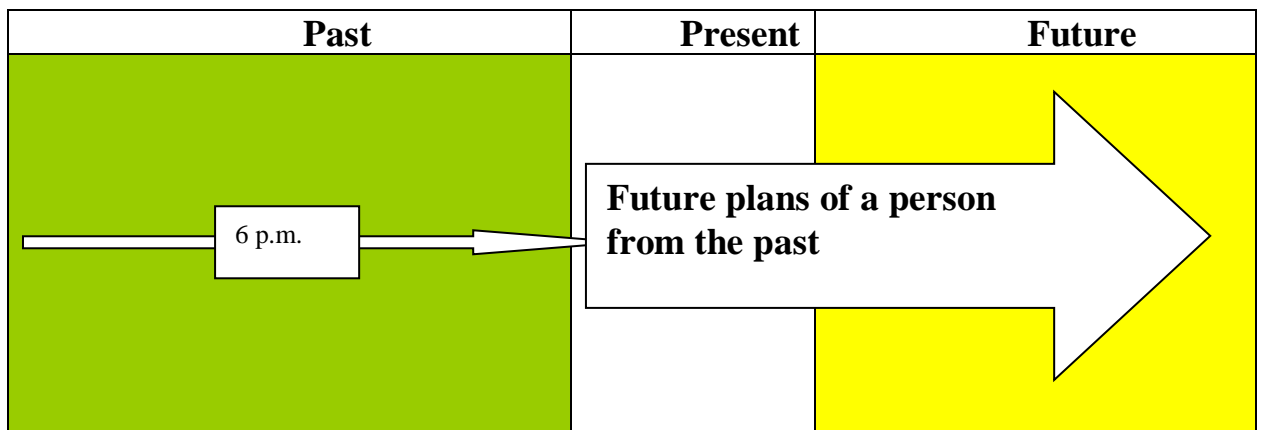 Past Present Future
6 p.m.
Future plans of a person
from the past